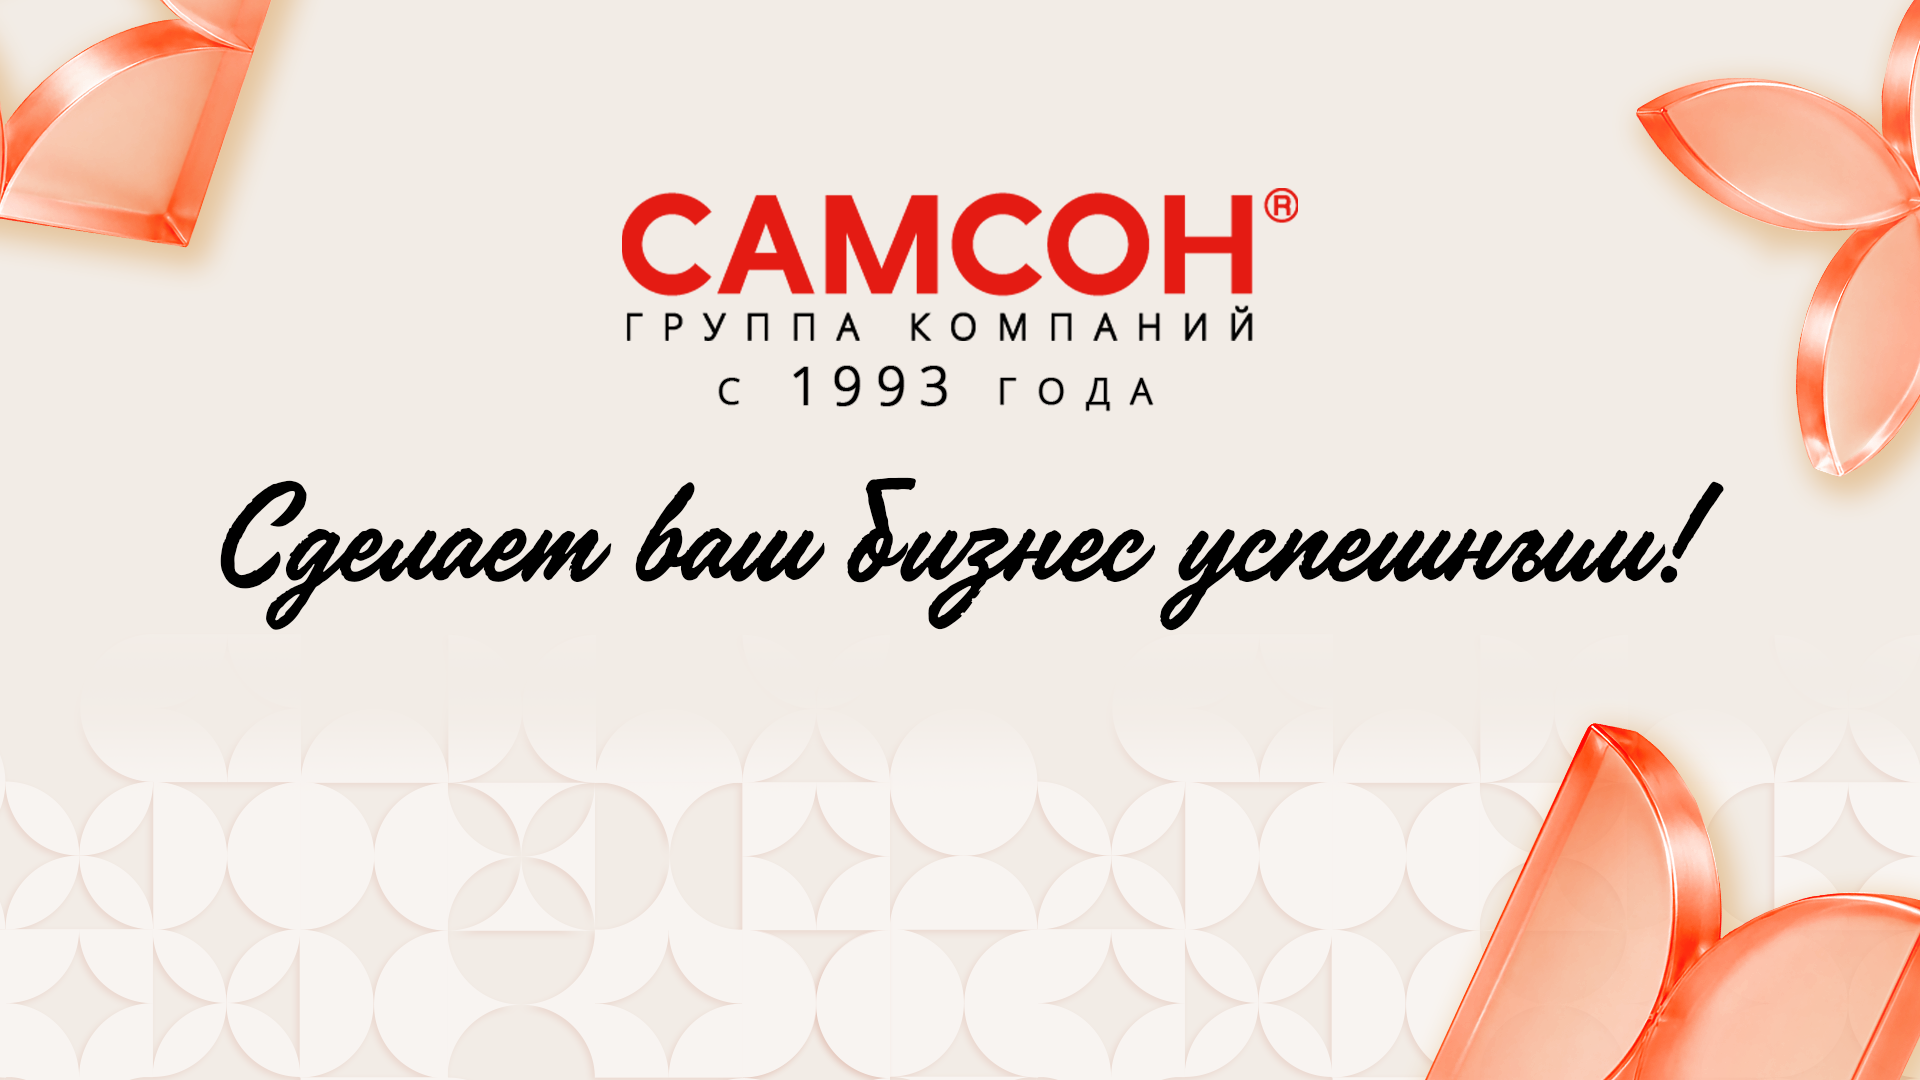 САМСОН®
ГРУППА КОМПАНИЙ
с 1993 ГОДА
Сделает ваш бизнес успешным!